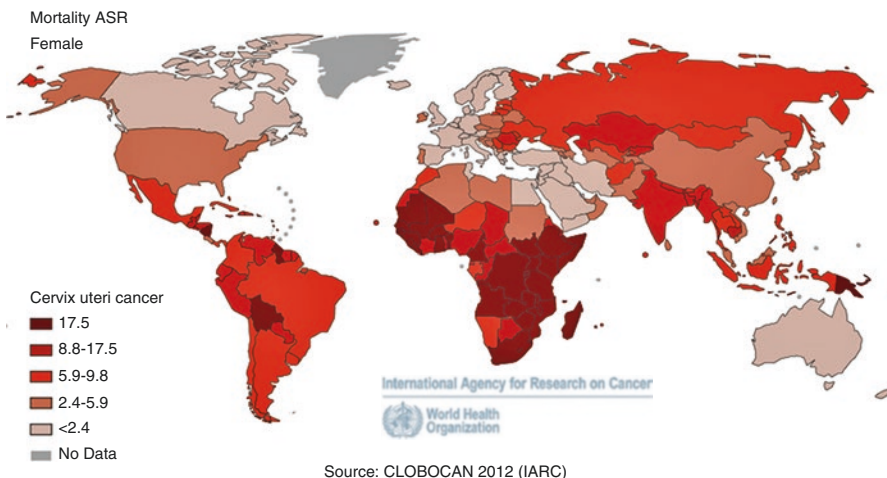 Mortality ASR
Female
Cervix uteri cancer
17.5
8.8-17.5
5.9-9.8
2.4-5.9
<2.4
No Data
International Agency for Research on Cancer
World Health
Organization
Source: CLOBOCAN 2012 (IARC)